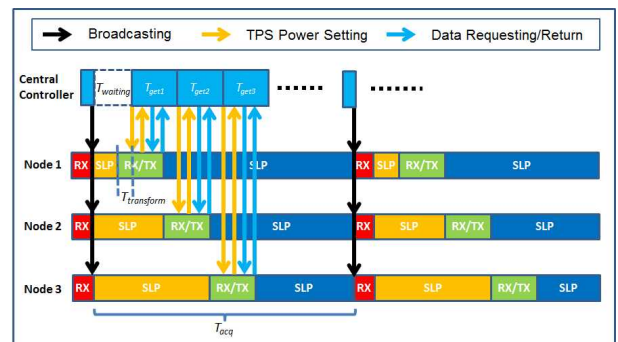 Broadcasting TPS Power Setting Data Requesting/Return
Central Controller
Twaiting Tget1 Tget2 Tget3 ...... ......
Node 1 RX SLP RX/TX SLP RX SLP RX/TX SLP
Ttransform
Node 2 RX SLP RX/TX SLP RX SLP RX/TX SLP
Node 3 RX SLP RX/TX SLP RX SLP RX/TX SLP
Tacq